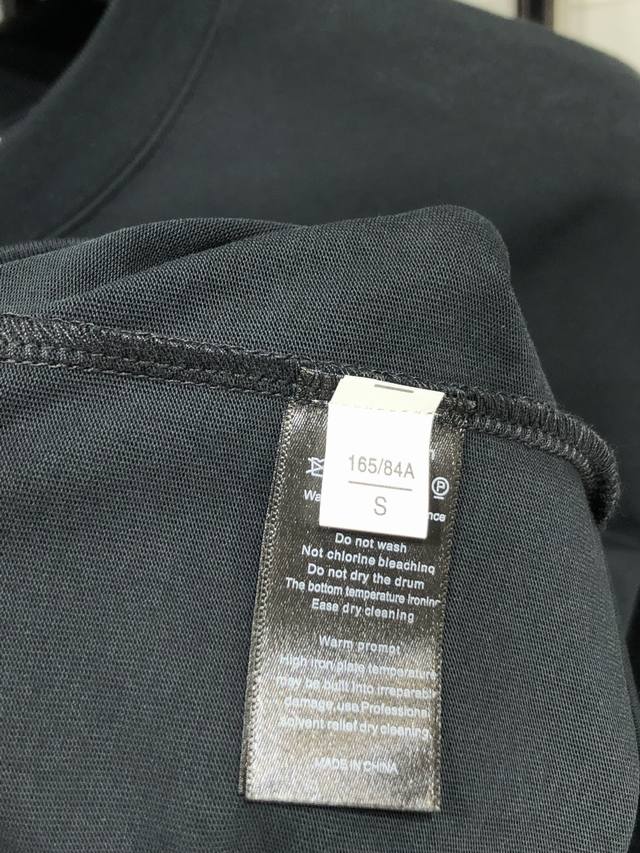 165/84A
S
P
Do not wash
Not chlorine bleaching
Do not dry the drum
The bottom temperature Ironing
Ease dry cleaning
Warm prompt
High iron plate temperature
may be built into irreparabl
damage,use Professiona
solvent relief dry cleaning
MADE IN CHINA